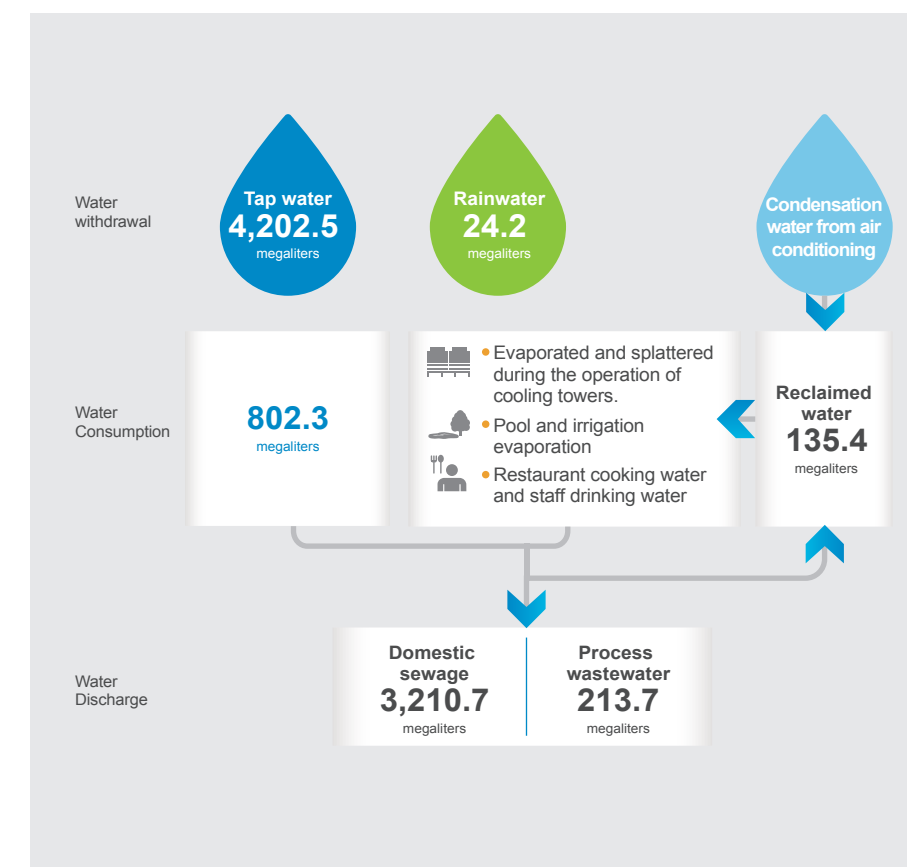 Water
withdrawal
Tap water
4,202.5
megaliters
Rainwater
24.2
megaliters
Condensation
water from air
conditioning
Water
Consumption
802.3
megaliters
Evaporated and splattered
during the operation of
cooling towers.
Pool and irrigation
evaporation
Restaurant cooking water
and staff drinking water
Reclaimed
water
135.4
megaliters
Water
Discharge
Domestic
sewage
3,210.7
megaliters
Process
wastewater
213.7
megaliters